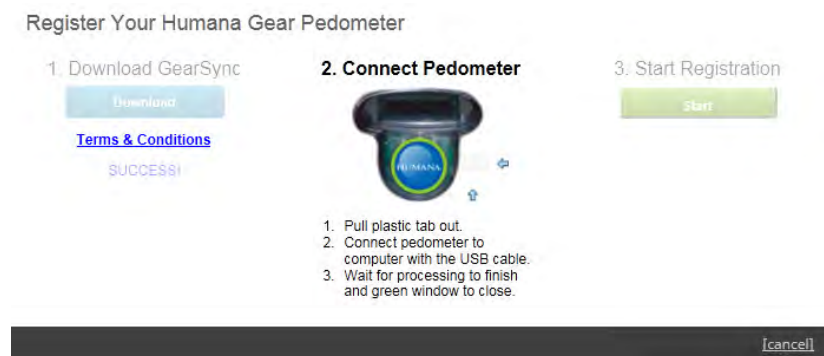 Register Your Humana Gear Pedometer
1. Download GearSync
Download
Terms & Conditions
SUCCESS!
2. Connect Pedometer
HUMANA
1. Pull plastic tab out.
2. Connect pedometer to
computer with the USB cable.
3. Wait for processing to finish
and green window to close.
3. Start Registration
Start
[cancel]